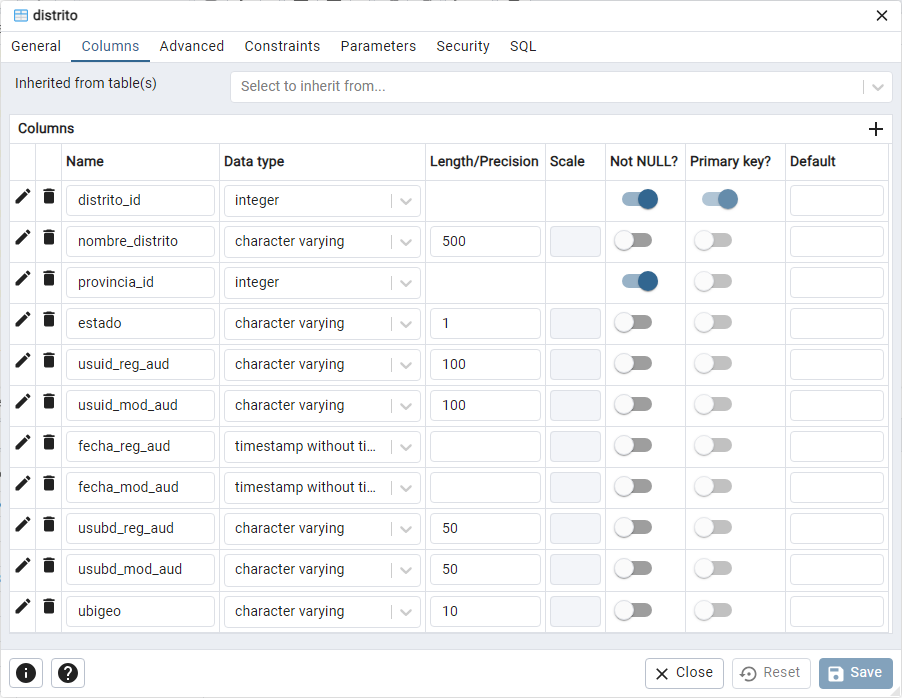 distrito
General Columns Advanced Constraints Parameters Security SQL
Inherited from table(s) Select to inherit from...
Columns
Name Data type Length/Precision Scale Not NULL? Primary key? Default
distrito_id integer
nombre_distrito character varying 500
provincia_id integer
estado character varying 1
usuid_reg_aud character varying 100
usuid_mod_aud character varying 100
fecha_reg_aud timestamp without ti...
fecha_mod_aud timestamp without ti...
usubd_reg_aud character varying 50
usubd_mod_aud character varying 50
ubigeo character varying 10
Close Reset Save